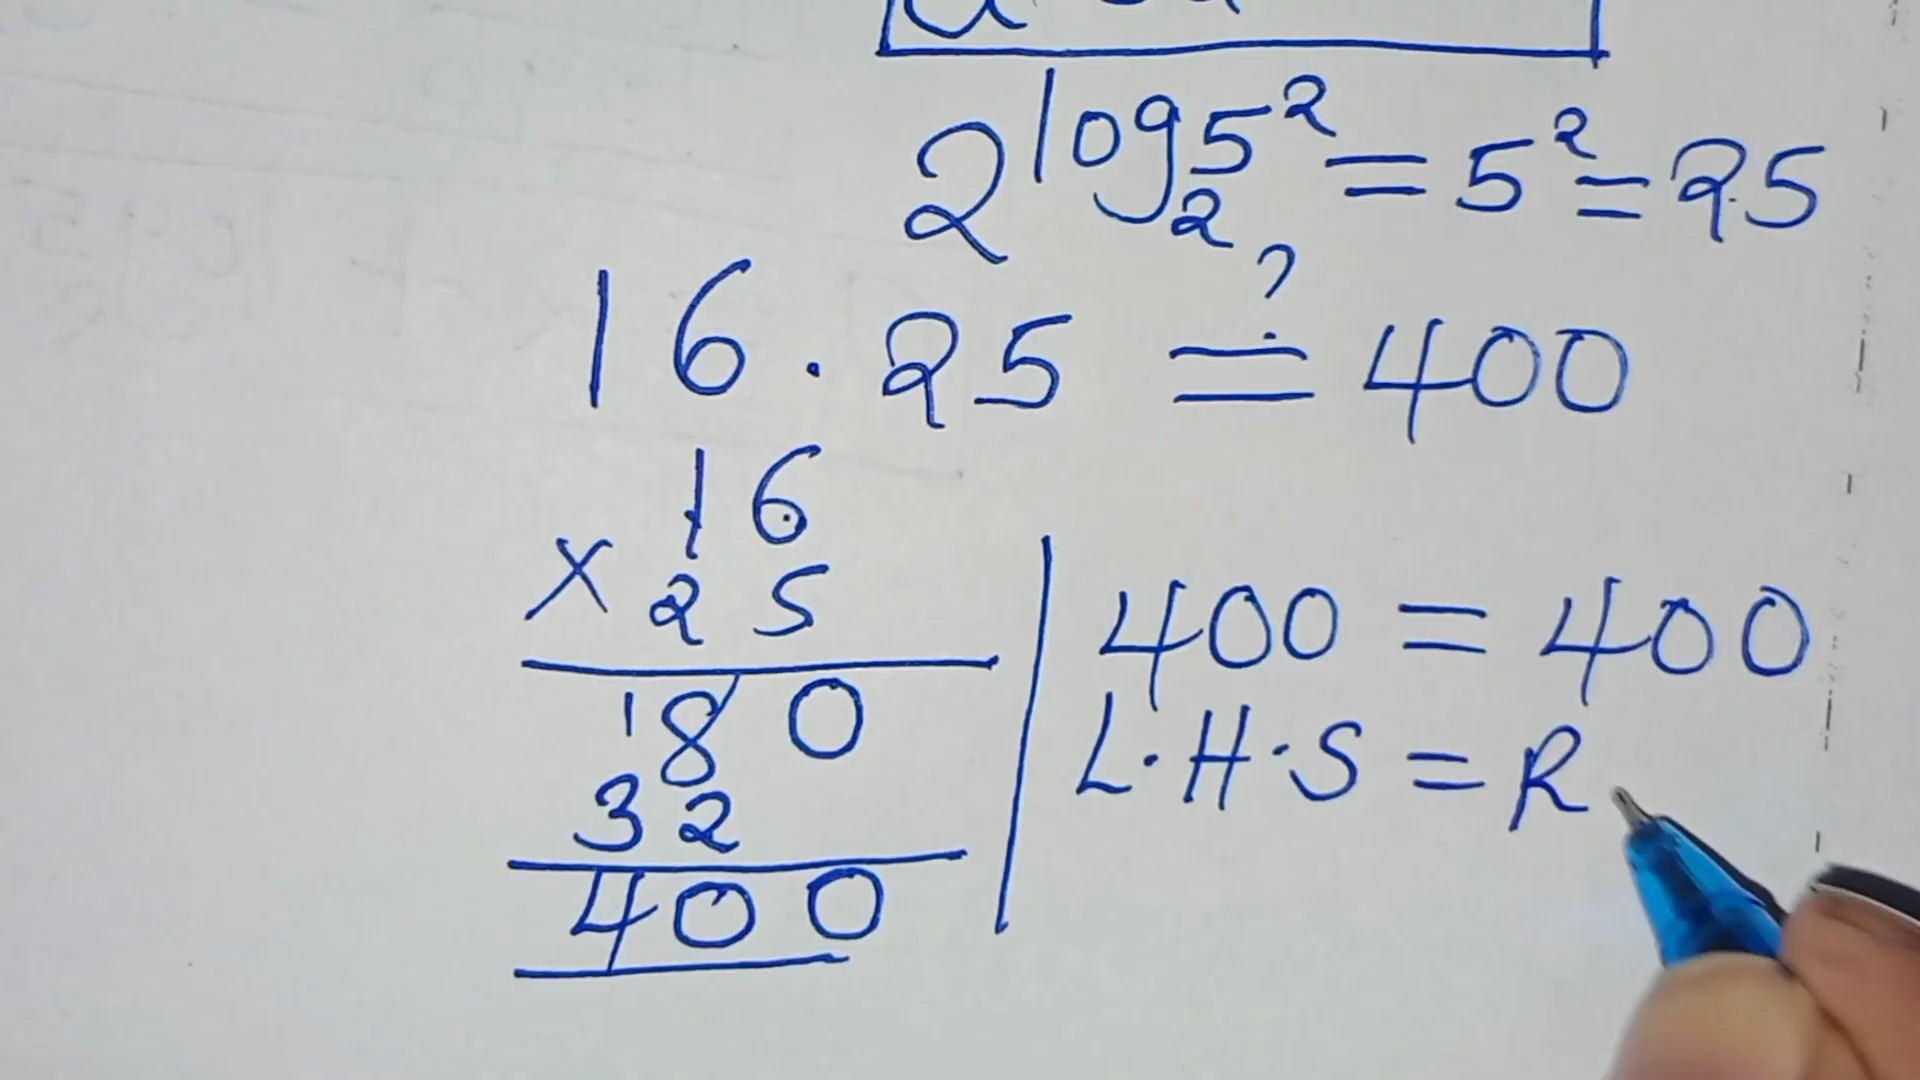 2^log₂5² = 5² = 25
16 . 25 ≟ 400
16
× 25
180
32
400
400 = 400
L.H.S = R